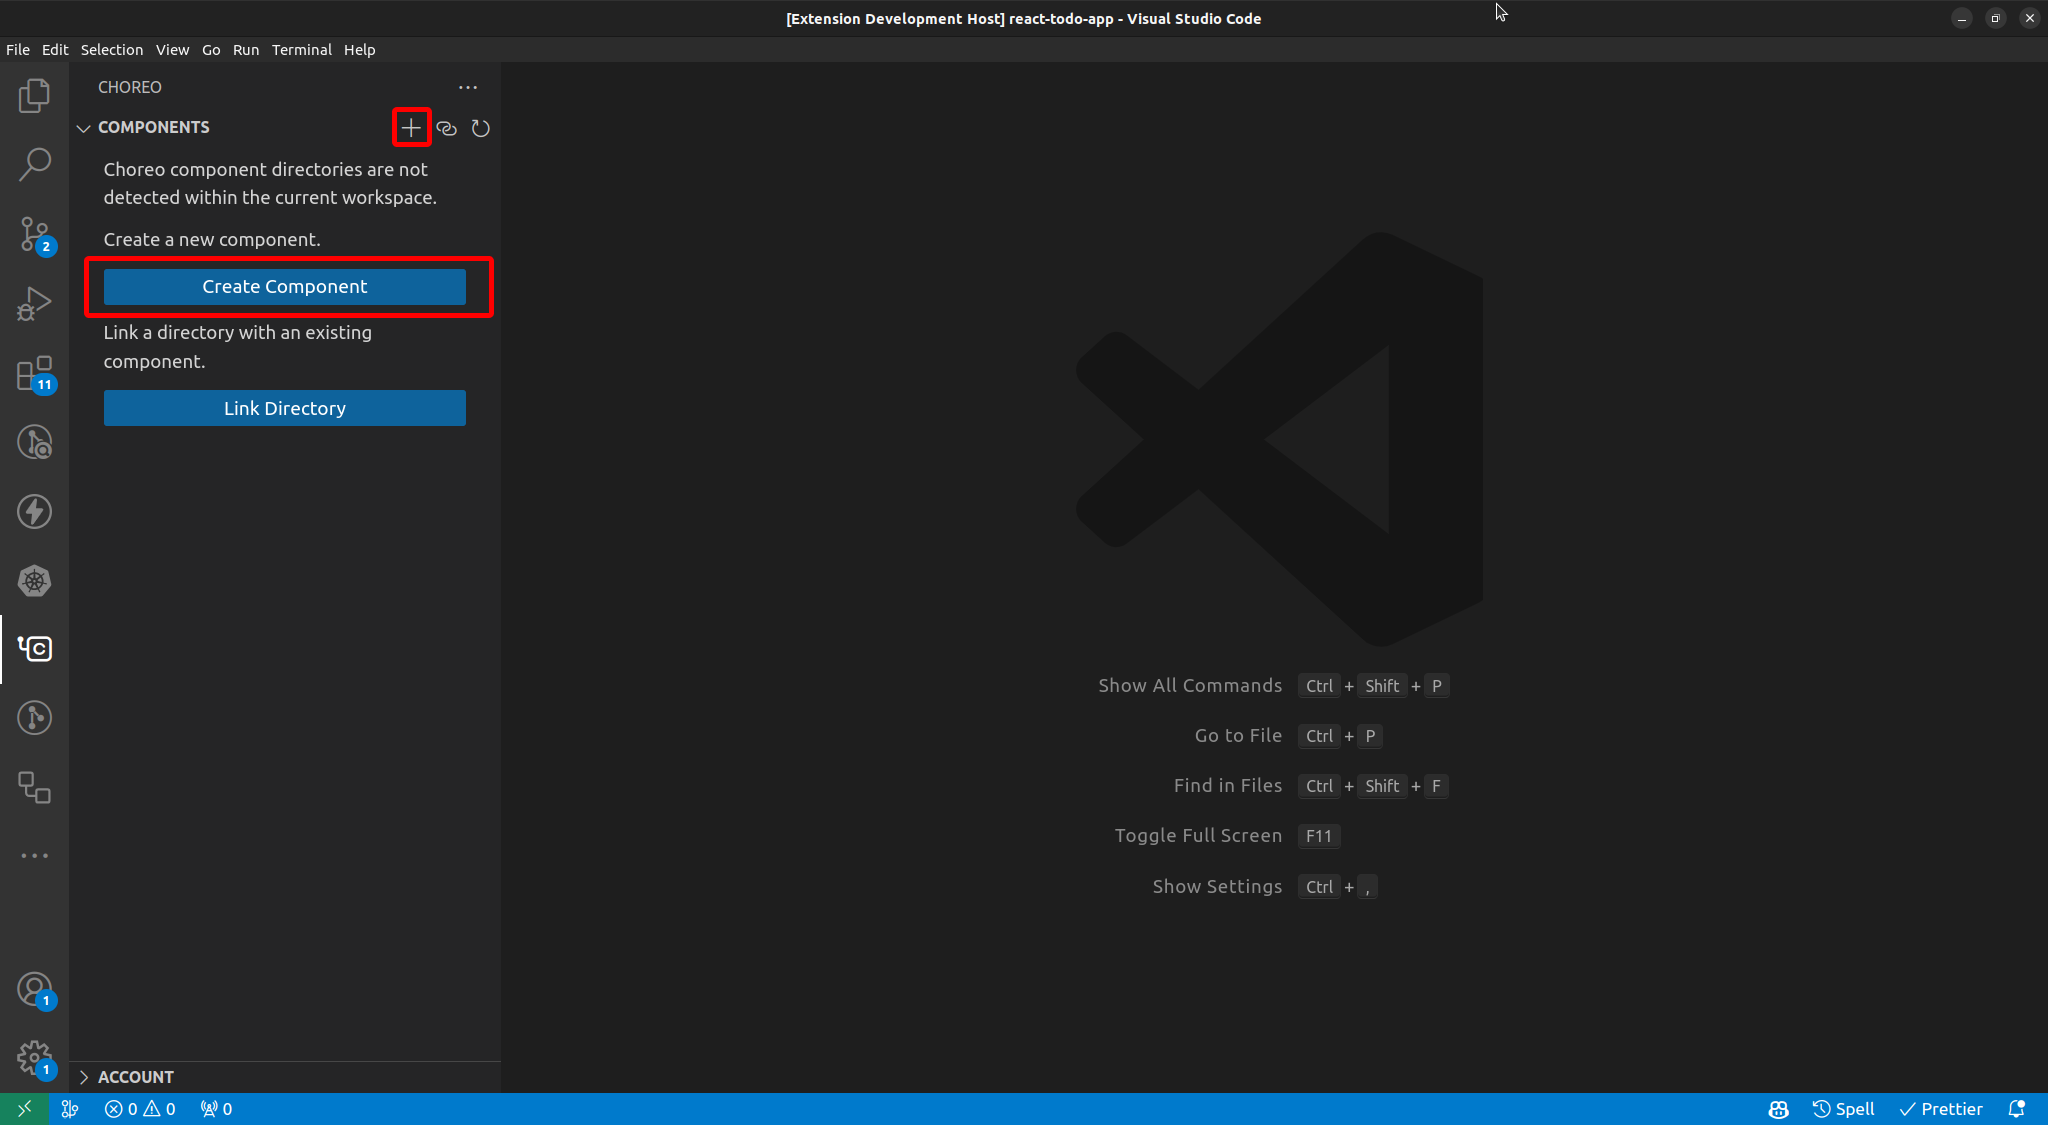 [Extension Development Host] react-todo-app - Visual Studio Code
File Edit Selection View Go Run Terminal Help
CHOREO
COMPONENTS
Choreo component directories are not
detected within the current workspace.
Create a new component.
Create Component
Link a directory with an existing
component.
Link Directory
2
11
C
1
1
Show All Commands Ctrl + Shift + P
Go to File Ctrl + P
Find in Files Ctrl + Shift + F
Toggle Full Screen F11
Show Settings Ctrl + ,
ACCOUNT
0 0 0 Spell Prettier